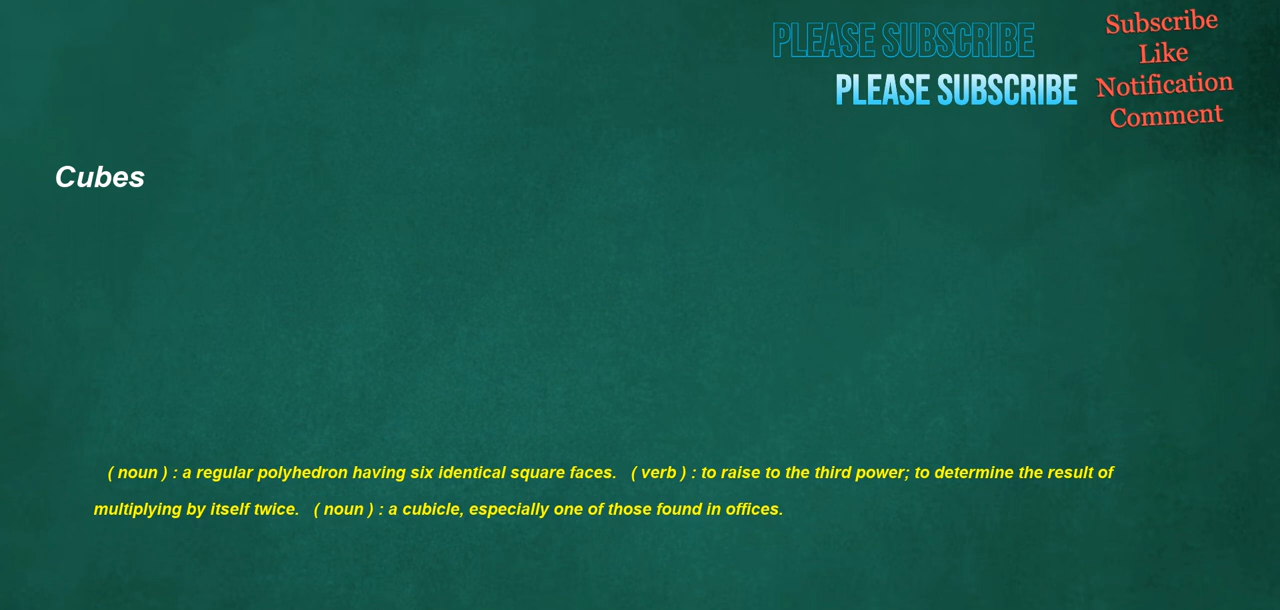 PLEASE SUBSCRIBE
PLEASE SUBSCRIBE
Subscribe
Like
Notification
Comment
Cubes
( noun ) : a regular polyhedron having six identical square faces. ( verb ) : to raise to the third power; to determine the result of
multiplying by itself twice. ( noun ) : a cubicle, especially one of those found in offices.